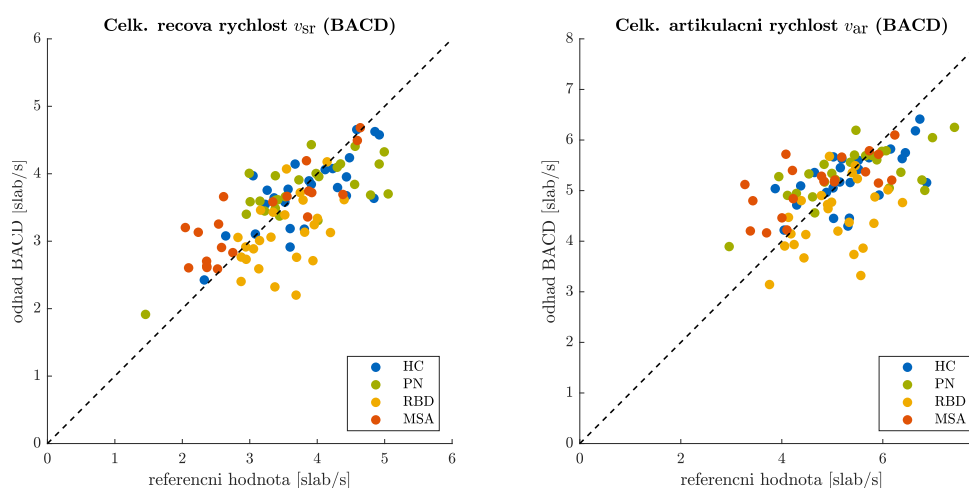 Celk. recova rychlost vsr (BACD)
6
5
4
3
2
1
0
odhad BACD [slab/s]
0 1 2 3 4 5 6
referencni hodnota [slab/s]
HC
PN
RBD
MSA
Celk. artikulacni rychlost var (BACD)
8
7
6
5
4
3
2
1
0
odhad BACD [slab/s]
0 2 4 6
referencni hodnota [slab/s]
HC
PN
RBD
MSA